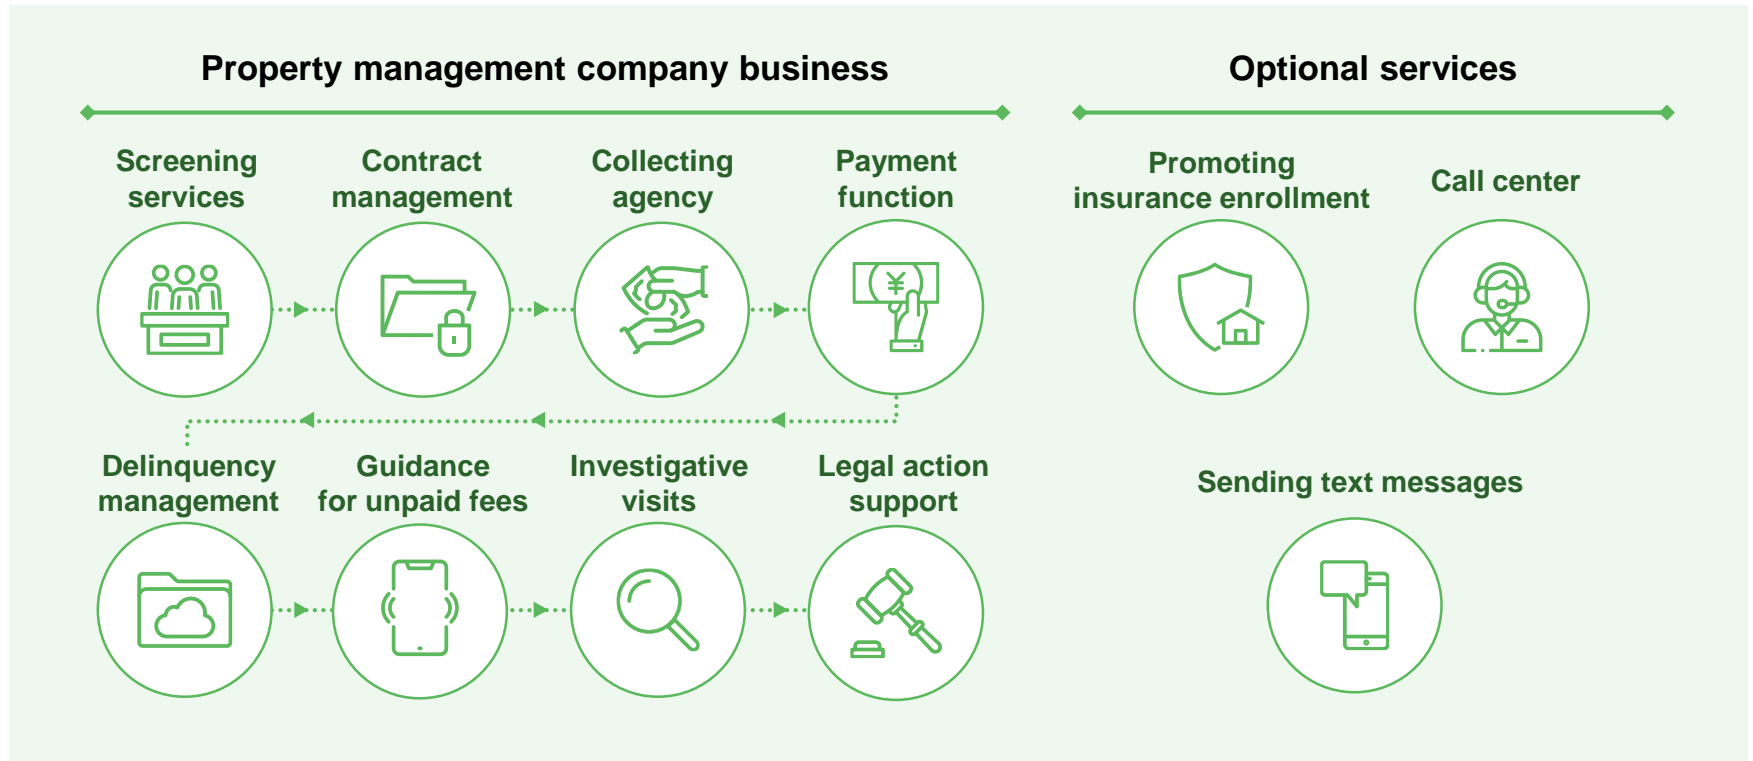 Property management company business
Optional services
Screening
services
Contract
management
Collecting
agency
Payment
function
Promoting
insurance enrollment
Call center
¥
Delinquency
management
Guidance
for unpaid fees
Investigative
visits
Legal action
support
Sending text messages